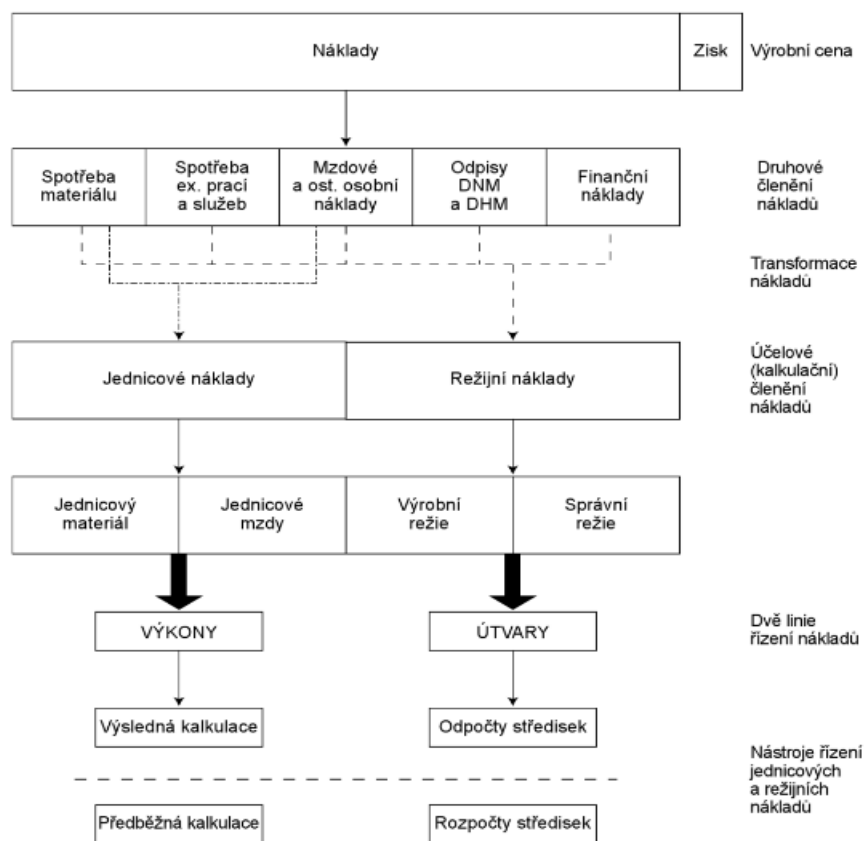 Náklady
Zisk
Výrobní cena
Spotřeba
materiálu
Spotřeba
ex. prací
a služeb
Mzdové
a ost. osobní
náklady
Odpisy
DNM
a DHM
Finanční
náklady
Druhové
členění
nákladů
Transformace
nákladů
Jednicové náklady
Režijní náklady
Účelové
(kalkulační)
členění
nákladů
Jednicový
materiál
Jednicové
mzdy
Výrobní
režie
Správní
režie
VÝKONY
ÚTVARY
Dvě linie
řízení nákladů
Výsledná kalkulace
Odpočty středisek
Nástroje řízení
jednicových
a režijních
nákladů
Předběžná kalkulace
Rozpočty středisek